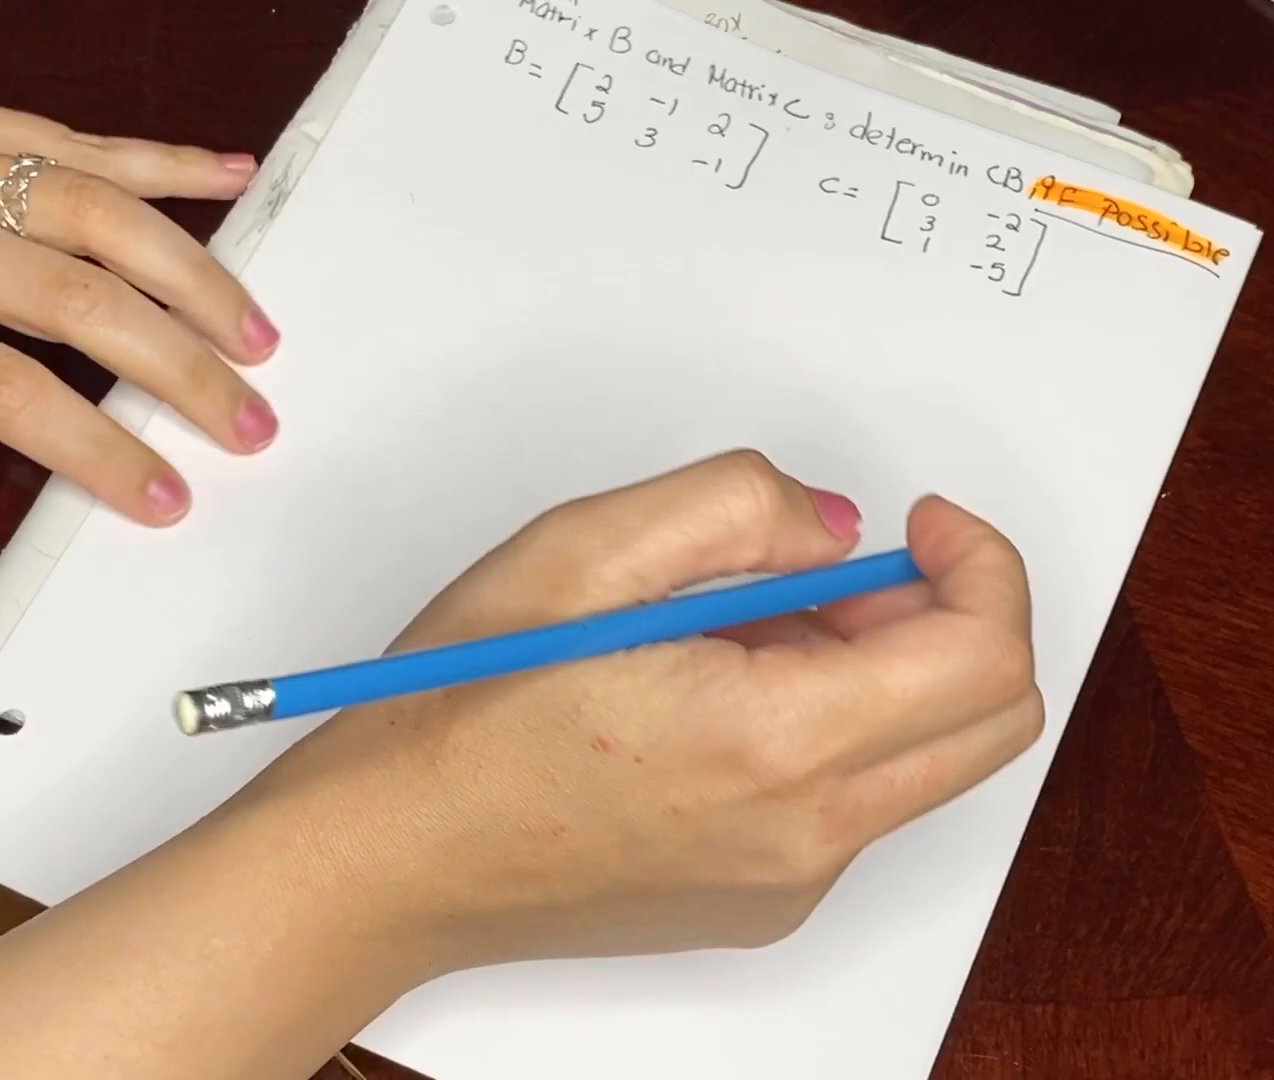 Matrix B and Matrix C : determin CB, if possible
B = [2 -1 2
5 3 -1]
C = [0 -2
3 2
1 -5]